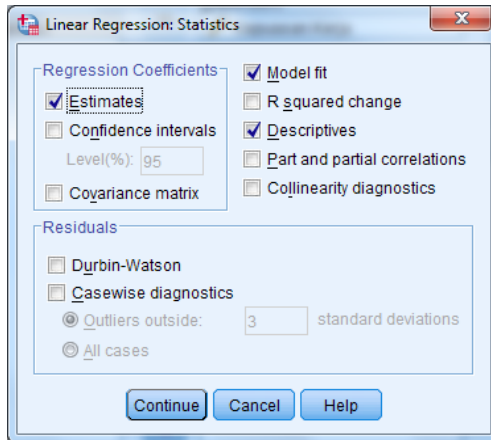 Linear Regression: Statistics
Regression Coefficients
Estimates
Confidence intervals
Level(%): 95
Covariance matrix
Model fit
R squared change
Descriptives
Part and partial correlations
Collinearity diagnostics
Residuals
Durbin-Watson
Casewise diagnostics
Outliers outside: 3 standard deviations
All cases
Continue Cancel Help